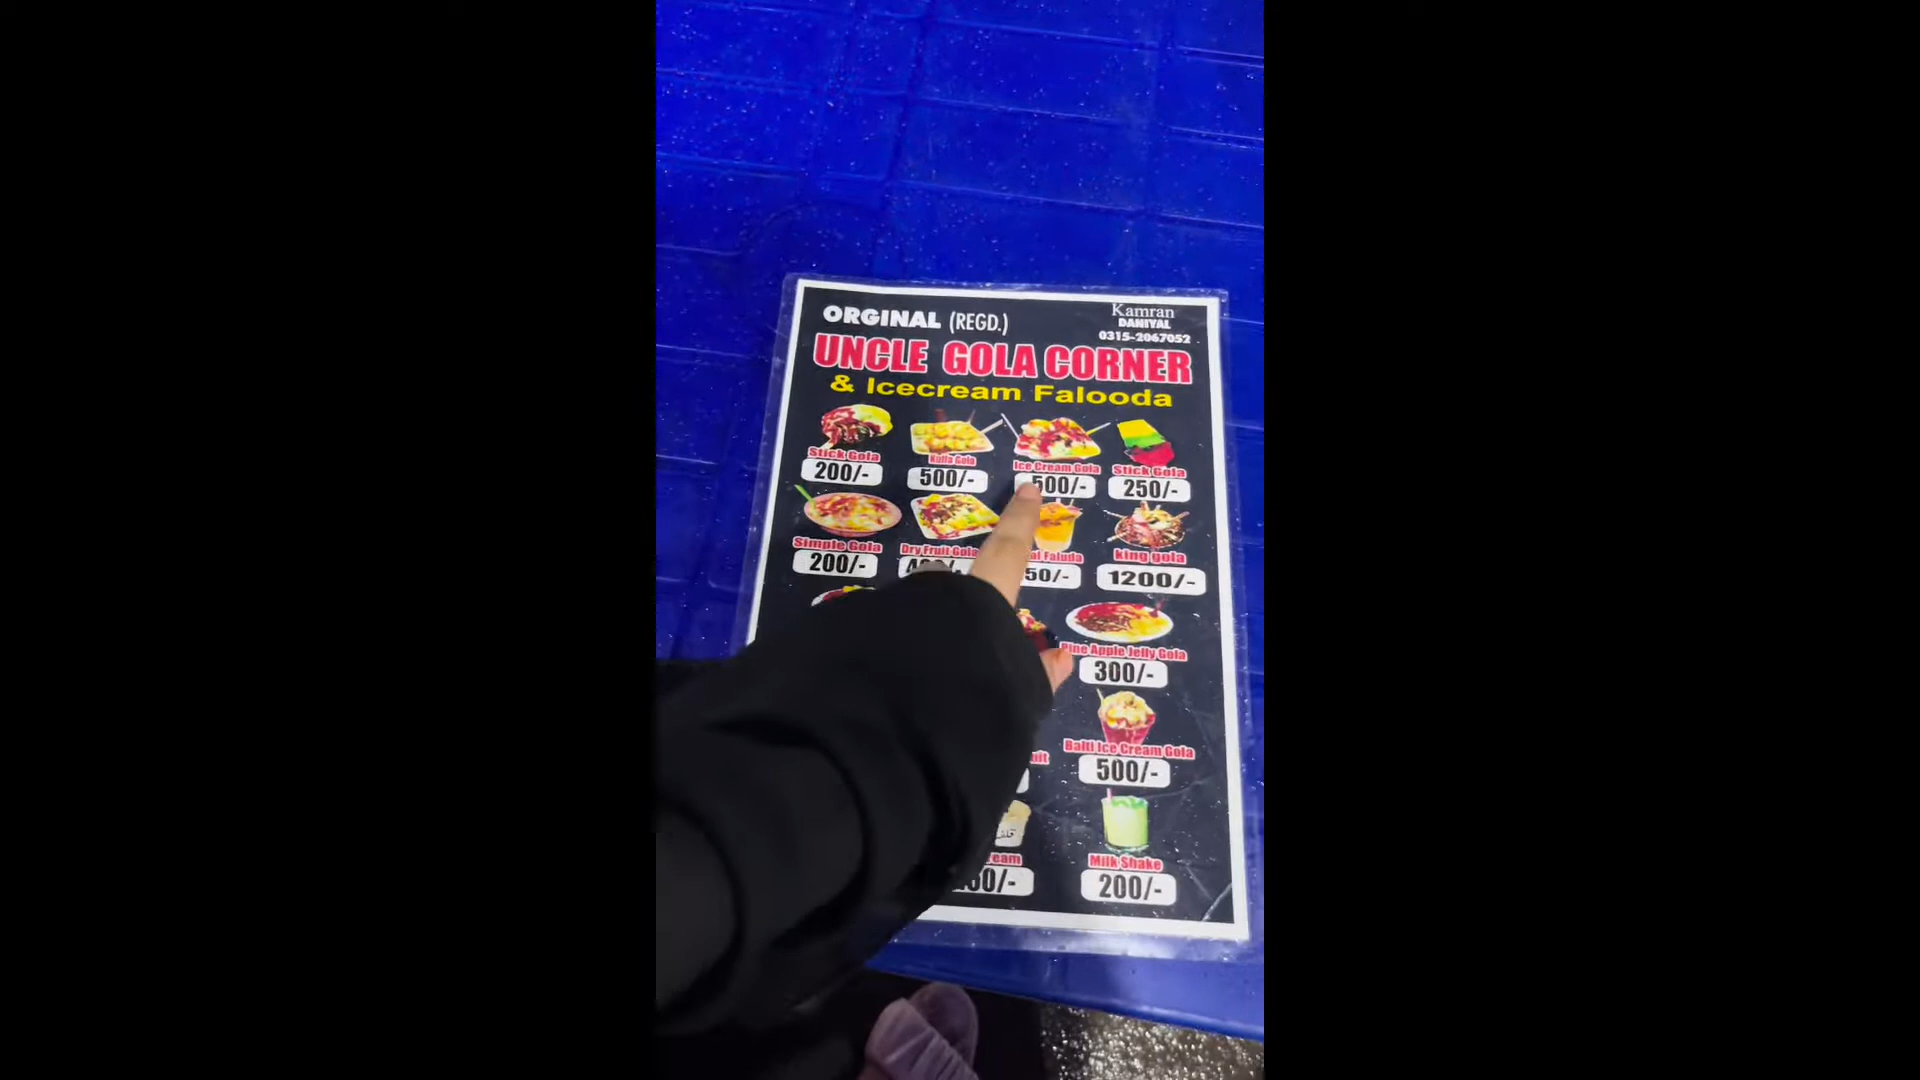 ORGINAL (REGD.)
Kamran
DANIYAL
0315-2067052
UNCLE GOLA CORNER
& Icecream Falooda
Stick Gola
Kulfa Gola
Ice Cream Gola
Stick Gola
200/-
500/-
500/-
250/-
Simple Gola
Dry Fruit Gola
Faluda
king gola
200/-
1200/-
Pine Apple Jelly Gola
300/-
Balti Ice Cream Gola
500/-
Milk Shake
200/-